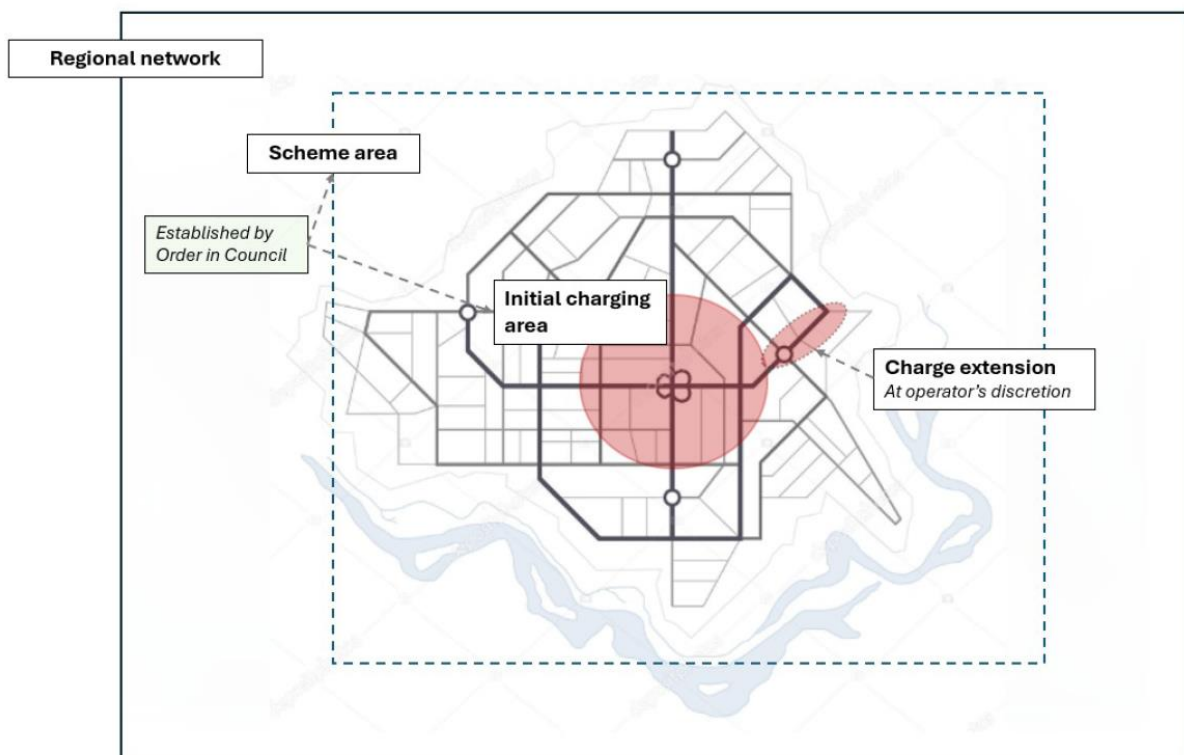 Regional network
Scheme area
Established by
Order in Council
Initial charging
area
Charge extension
At operator's discretion